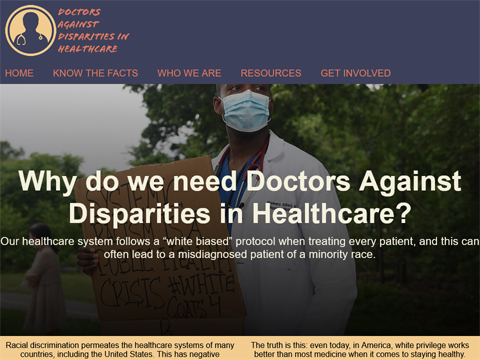 DOCTORS
AGAINST
DISPARITIES IN
HEALTHCARE
HOME KNOW THE FACTS WHO WE ARE RESOURCES GET INVOLVED
Why do we need Doctors Against
Disparities in Healthcare?
Our healthcare system follows a “white biased” protocol when treating every patient, and this can
often lead to a misdiagnosed patient of a minority race.
CRISIS #WHITE
COATS 4
Racial discrimination permeates the healthcare systems of many
countries, including the United States. This has negative
The truth is this: even today, in America, white privilege works
better than most medicine when it comes to staying healthy.